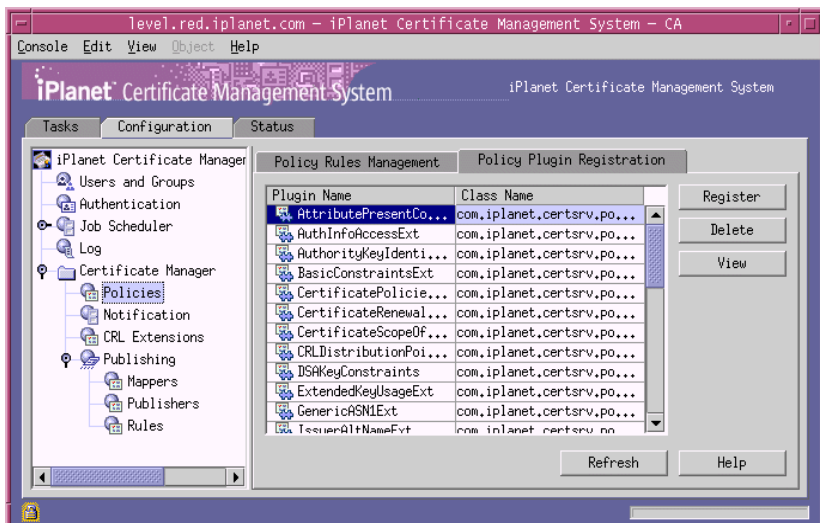 level.red.iplanet.com - iPlanet Certificate Management System - CA
Console Edit View Object Help
iPlanet Certificate Management System
iPlanet Certificate Management System
Tasks Configuration Status
iPlanet Certificate Manager
Users and Groups
Authentication
Job Scheduler
Log
Certificate Manager
Policies
Notification
CRL Extensions
Publishing
Mappers
Publishers
Rules
Policy Rules Management Policy Plugin Registration
Plugin Name Class Name
AttributePresentCo... com.iplanet.certsrv.po...
AuthInfoAccessExt com.iplanet.certsrv.po...
AuthorityKeyIdenti... com.iplanet.certsrv.po...
BasicConstraintsExt com.iplanet.certsrv.po...
CertificatePolicie... com.iplanet.certsrv.po...
CertificateRenewal... com.iplanet.certsrv.po...
CertificateScopeOf... com.iplanet.certsrv.po...
CRLDistributionPoi... com.iplanet.certsrv.po...
DSAKeyConstraints com.iplanet.certsrv.po...
ExtendedKeyUsageExt com.iplanet.certsrv.po...
GenericASN1Ext com.iplanet.certsrv.po...
IssuerAltNameExt com.iplanet.certsrv.po...
Register
Delete
View
Refresh Help